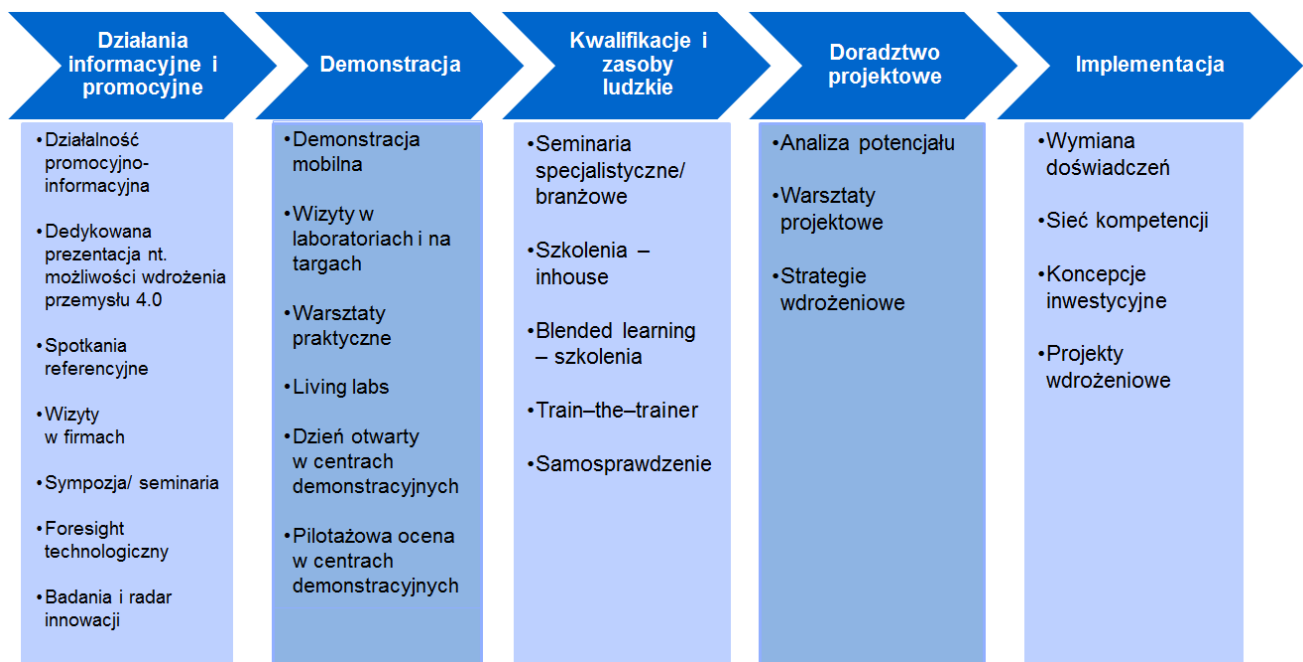 Działania
informacyjne i
promocyjne
Demonstracja
Kwalifikacje i
zasoby
ludzkie
Doradztwo
projektowe
Implementacja
•Działalność
promocyjno-
informacyjna
•Dedykowana
prezentacja nt.
możliwości wdrożenia
przemysłu 4.0
•Spotkania
referencyjne
•Wizyty
w firmach
•Sympozja/ seminaria
•Foresight
technologiczny
•Badania i radar
innowacji
•Demonstracja
mobilna
•Wizyty w
laboratoriach i na
targach
•Warsztaty
praktyczne
•Living labs
•Dzień otwarty
w centrach
demonstracyjnych
•Pilotażowa ocena
w centrach
demonstracyjnych
•Seminaria
specjalistyczne/
branżowe
•Szkolenia –
inhouse
•Blended learning
– szkolenia
•Train–the–trainer
•Samosprawdzenie
•Analiza potencjału
•Warsztaty
projektowe
•Strategie
wdrożeniowe
•Wymiana
doświadczeń
•Sieć kompetencji
•Koncepcje
inwestycyjne
•Projekty
wdrożeniowe